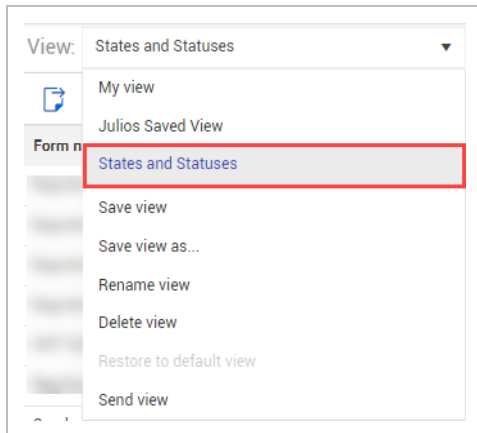 View: States and Statuses
My view
Julios Saved View
Form n
States and Statuses
Save view
Save view as...
Rename view
Delete view
Restore to default view
Send view